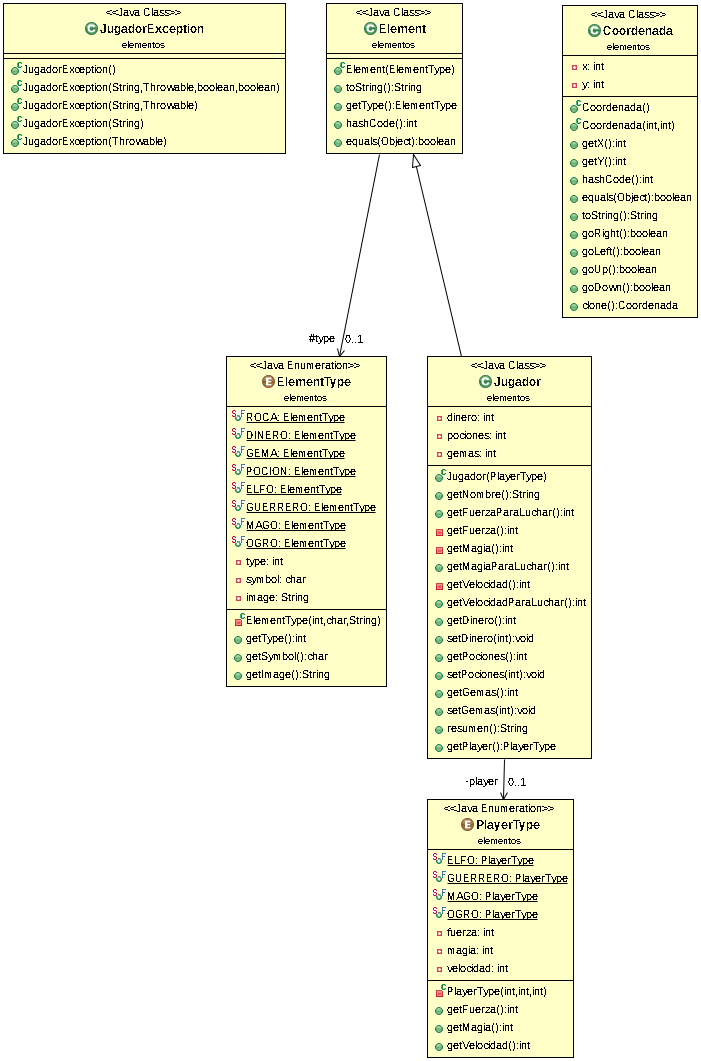 <<Java Class>>
JugadorException
elementos
JugadorException()
JugadorException(String,Throwable,boolean,boolean)
JugadorException(String,Throwable)
JugadorException(String)
JugadorException(Throwable)
<<Java Class>>
Element
elementos
Element(ElementType)
toString():String
getType():ElementType
hashCode():int
equals(Object):boolean
<<Java Class>>
Coordenada
elementos
x: int
y: int
Coordenada()
Coordenada(int,int)
getX():int
getY():int
hashCode():int
equals(Object):boolean
toString():String
goRight():boolean
goLeft():boolean
goUp():boolean
goDown():boolean
clone():Coordenada
#type 0..1
<<Java Enumeration>>
ElementType
elementos
ROCA: ElementType
DINERO: ElementType
GEMA: ElementType
POCION: ElementType
ELFO: ElementType
GUERRERO: ElementType
MAGO: ElementType
OGRO: ElementType
type: int
symbol: char
image: String
ElementType(int,char,String)
getType():int
getSymbol():char
getImage():String
<<Java Class>>
Jugador
elementos
dinero: int
pociones: int
gemas: int
Jugador(PlayerType)
getNombre():String
getFuerzaParaLuchar():int
getFuerza():int
getMagia():int
getMagiaParaLuchar():int
getVelocidad():int
getVelocidadParaLuchar():int
getDinero():int
setDinero(int):void
getPociones():int
setPociones(int):void
getGemas():int
setGemas(int):void
resumen():String
getPlayer():PlayerType
-player 0..1
<<Java Enumeration>>
PlayerType
elementos
ELFO: PlayerType
GUERRERO: PlayerType
MAGO: PlayerType
OGRO: PlayerType
fuerza: int
magia: int
velocidad: int
PlayerType(int,int,int)
getFuerza():int
getMagia():int
getVelocidad():int